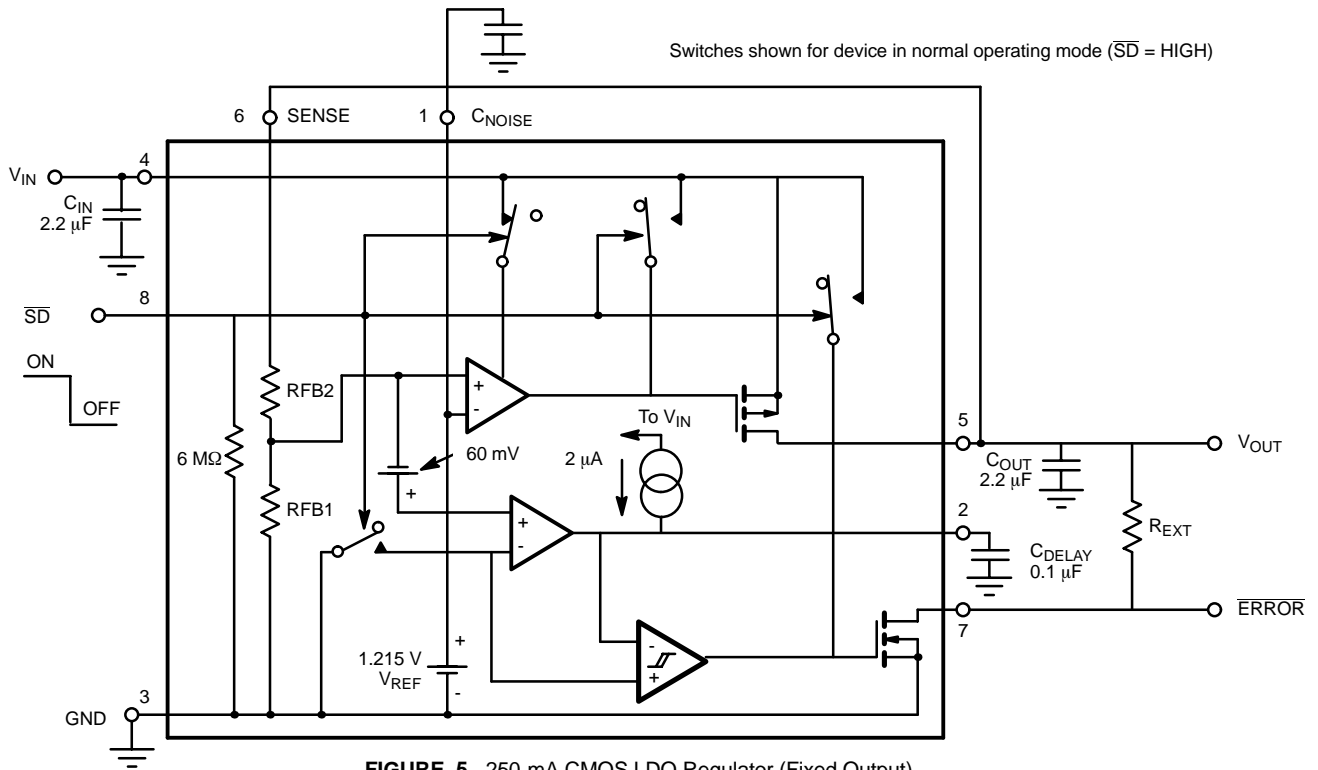 Switches shown for device in normal operating mode (S̅D̅ = HIGH)
6 SENSE 1 CNOISE
VIN 4
CIN
2.2 μF
8
S̅D̅
ON
OFF
RFB2
+
-
To VIN
5
VOUT
6 MΩ
60 mV
2 μA
COUT
2.2 μF
+
RFB1
+
-
2
REXT
CDELAY
0.1 μF
E̅R̅R̅O̅R̅
7
+
1.215 V
VREF
-
-
+
3
GND
FIGURE 5. 250-mA CMOS LDO Regulator (Fixed Output)